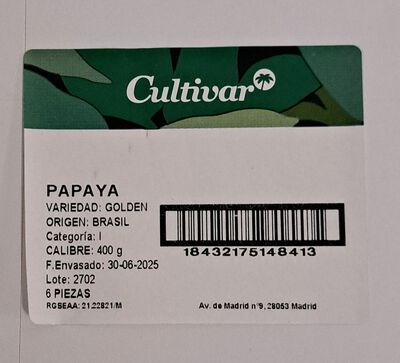 Cultivar
PAPAYA
VARIEDAD: GOLDEN
ORIGEN: BRASIL
Categoría: I
CALIBRE: 400 g
F.Envasado: 30-06-2025
Lote: 2702
6 PIEZAS
RGSEAA: 21.22821/M
18432175148413
Av. de Madrid nº9, 28053 Madrid